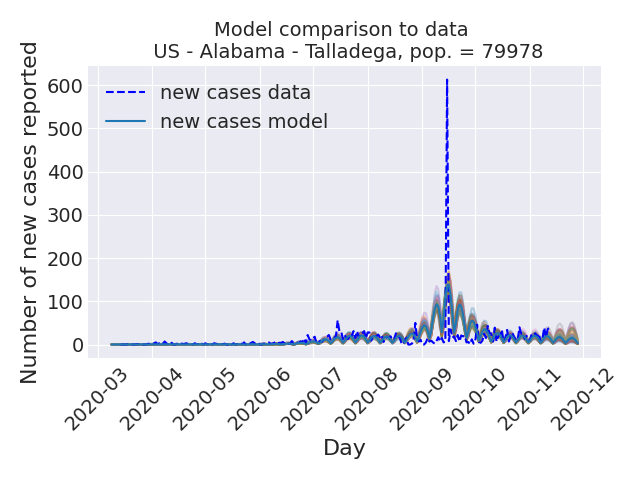 Model comparison to data
US - Alabama - Talladega, pop. = 79978
Number of new cases reported
600
500
400
300
200
100
0
new cases data
new cases model
2020-03
2020-04
2020-05
2020-06
2020-07
2020-08
2020-09
2020-10
2020-11
2020-12
Day